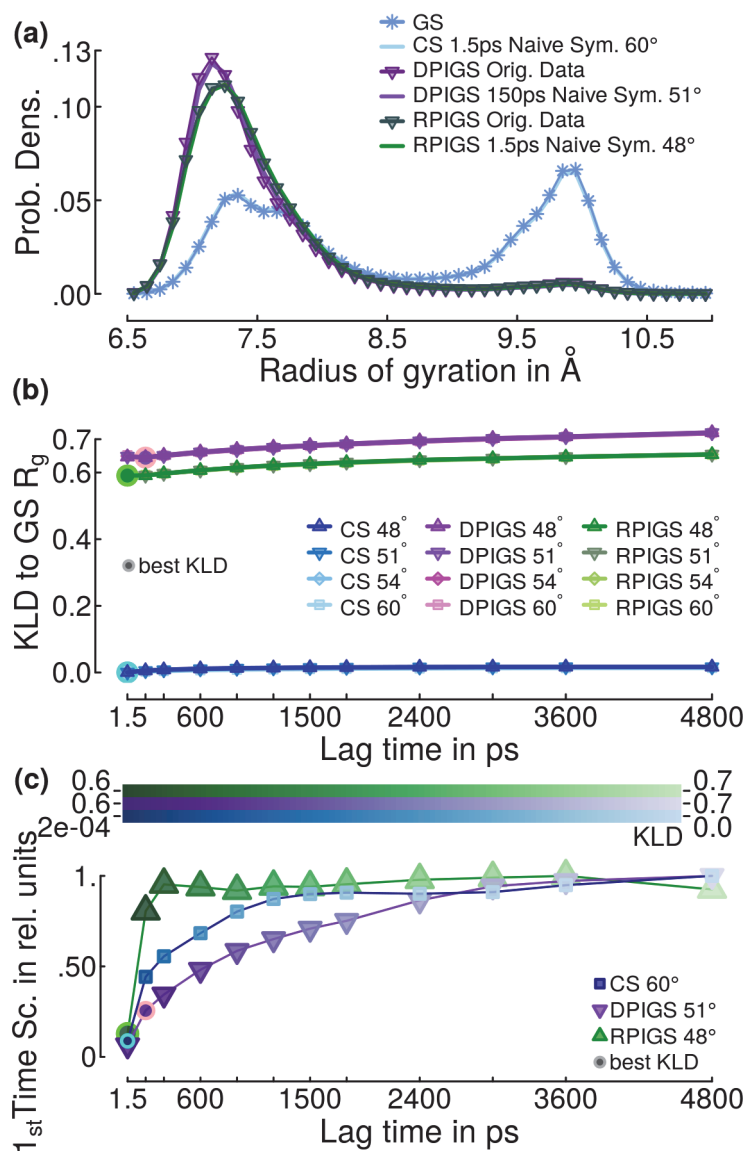 (a)
GS
CS 1.5ps Naive Sym. 60°
DPIGS Orig. Data
DPIGS 150ps Naive Sym. 51°
RPIGS Orig. Data
RPIGS 1.5ps Naive Sym. 48°
Prob. Dens.
.13
.10
.05
.00
6.5 7.5 8.5 9.5 10.5
Radius of gyration in Å
(b)
KLD to GS Rg
0.7
0.6
0.4
0.2
0.0
best KLD
CS 48° DPIGS 48° RPIGS 48°
CS 51° DPIGS 51° RPIGS 51°
CS 54° DPIGS 54° RPIGS 54°
CS 60° DPIGS 60° RPIGS 60°
1.5 600 1500 2400 3600 4800
Lag time in ps
(c)
0.6 0.7
0.6 0.7
2e-04 0.0
KLD
1st Time Sc. in rel. units
1.
.50
0
CS 60°
DPIGS 51°
RPIGS 48°
best KLD
1.5 600 1500 2400 3600 4800
Lag time in ps